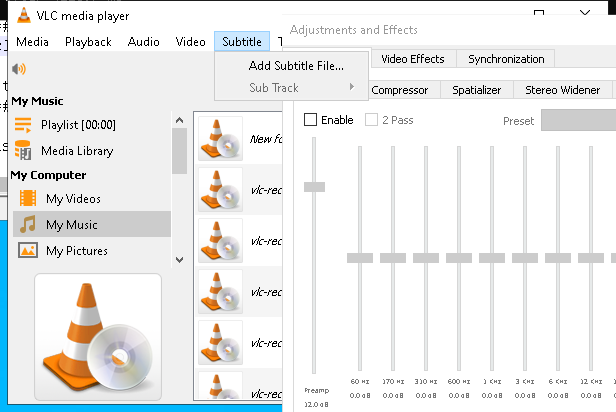 VLC media player
Media Playback Audio Video Subtitle
Add Subtitle File...
Sub Track
My Music
Playlist [00:00]
Media Library
My Computer
My Videos
My Music
My Pictures
New fo
vlc-rec
vlc-rec
vlc-rec
vlc-rec
vlc-rec
Adjustments and Effects
Video Effects Synchronization
Compressor Spatializer Stereo Widener
Enable 2 Pass Preset
60 Hz 170 Hz 310 Hz 600 Hz 1 KHz 3 KHz 6 KHz 12 KHz
Preamp 0.0 dB 0.0 dB 0.0 dB 0.0 dB 0.0 dB 0.0 dB 0.0 dB 0.0 dB
12.0 dB